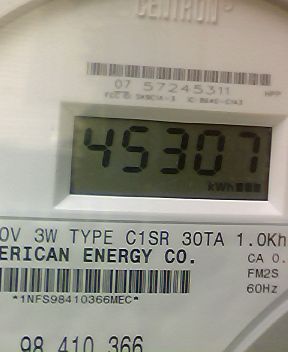 CENTRON
07 57245311
HPP
45307
kWh
0V 3W TYPE C1SR 30TA 1.0Kh
ERICAN ENERGY CO.
CA 0.
FM2S
60Hz
*1NFS98410366MEC*
98 410 366